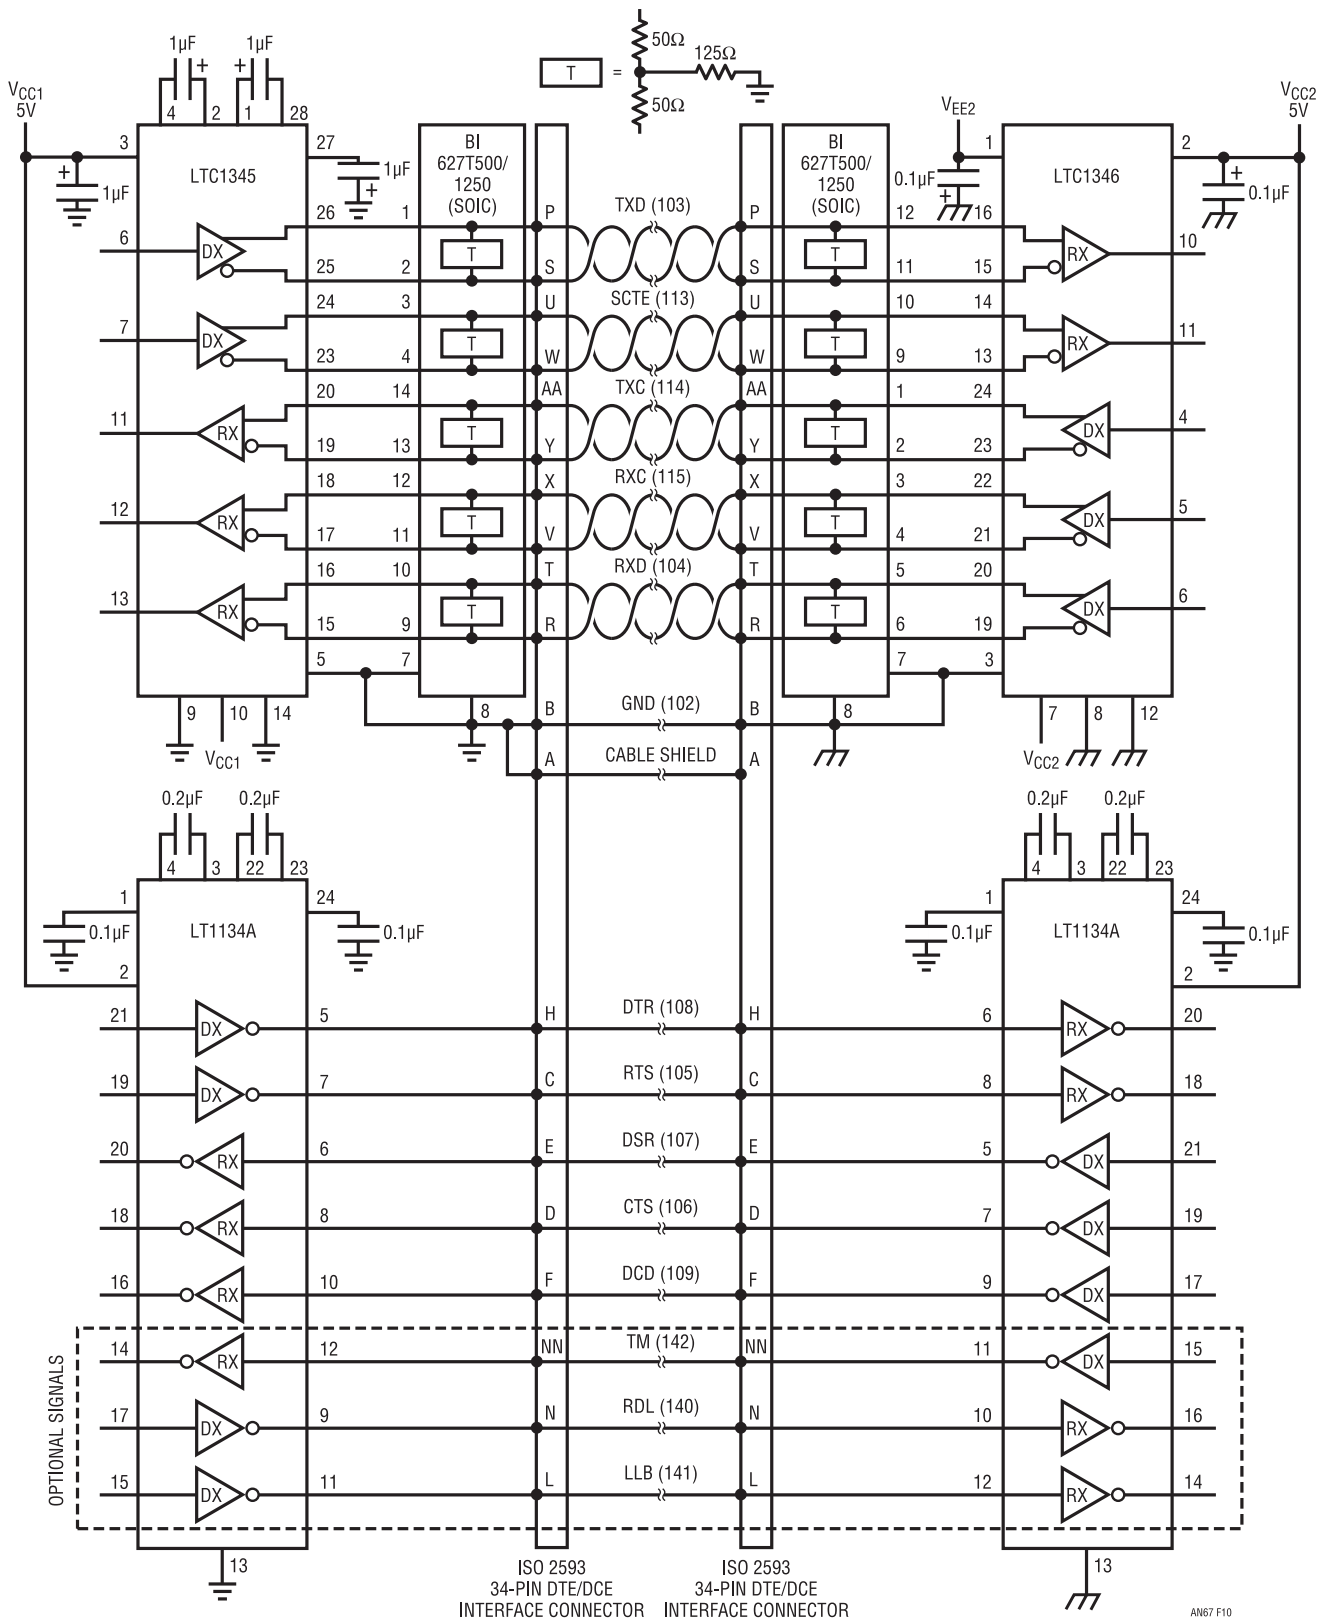 1µF
1µF
+
+
50Ω
125Ω
T
=
50Ω
VCC1
5V
4
2
1
28
VEE2
VCC2
5V
3
27
1
2
+
1µF
LTC1345
1µF
+
BI
627T500/
1250
(SOIC)
BI
627T500/
1250
(SOIC)
0.1µF
+
LTC1346
+
0.1µF
26
1
P
TXD (103)
P
12
16
6
DX
T
T
RX
10
25
2
S
S
11
15
24
3
U
SCTE (113)
U
10
14
7
DX
T
T
RX
11
23
4
W
W
9
13
20
14
AA
TXC (114)
AA
1
24
11
RX
T
T
DX
4
19
13
Y
Y
2
23
18
12
X
RXC (115)
X
3
22
12
RX
T
T
DX
5
17
11
V
V
4
21
16
10
T
RXD (104)
T
5
20
13
RX
T
T
DX
6
15
9
R
R
6
19
5
7
7
3
9
10
14
8
B
GND (102)
B
8
7
8
12
VCC1
A
CABLE SHIELD
A
VCC2
0.2µF
0.2µF
0.2µF
0.2µF
4
3
22
23
4
3
22
23
1
24
1
24
0.1µF
LT1134A
0.1µF
0.1µF
LT1134A
0.1µF
2
2
21
DX
5
H
DTR (108)
H
6
RX
20
19
DX
7
C
RTS (105)
C
8
RX
18
20
RX
6
E
DSR (107)
E
5
DX
21
18
RX
8
D
CTS (106)
D
7
DX
19
16
RX
10
F
DCD (109)
F
9
DX
17
OPTIONAL SIGNALS
14
RX
12
NN
TM (142)
NN
11
DX
15
17
DX
9
N
RDL (140)
N
10
RX
16
15
DX
11
L
LLB (141)
L
12
RX
14
13
13
ISO 2593
34-PIN DTE/DCE
INTERFACE CONNECTOR
ISO 2593
34-PIN DTE/DCE
INTERFACE CONNECTOR
AN67 F10